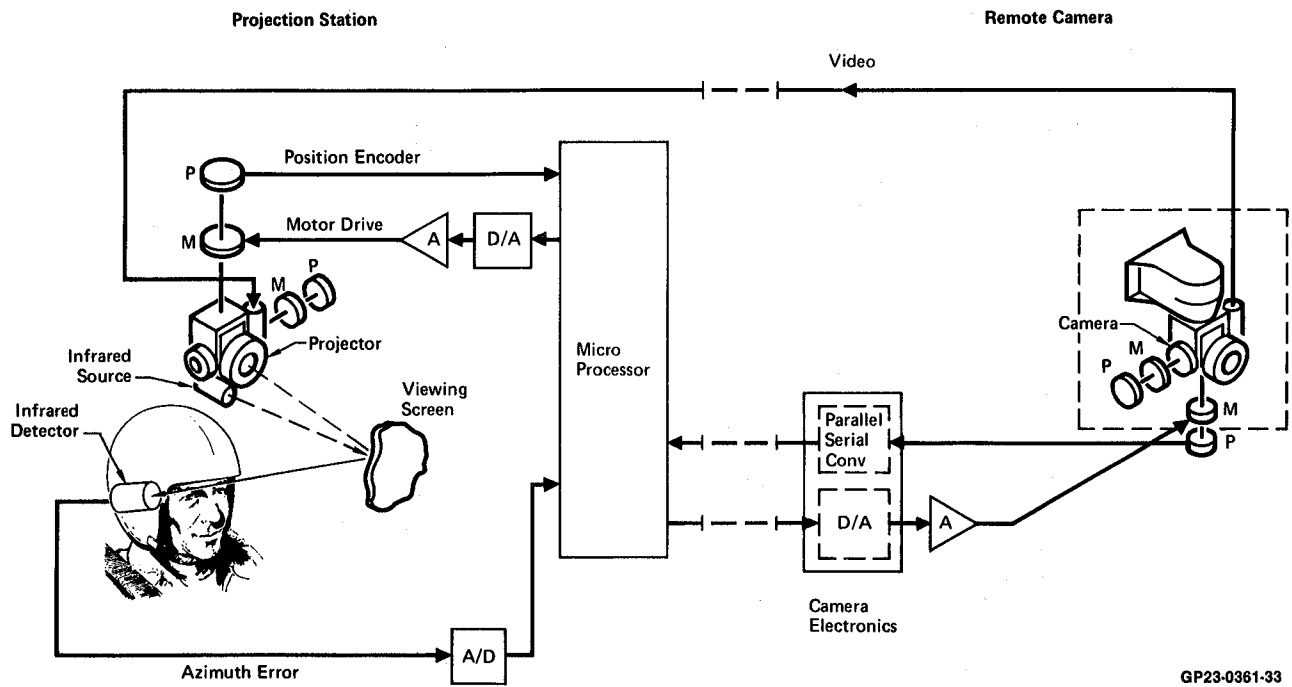 Projection Station
Remote Camera
Video
Position Encoder
P
Motor Drive
M
A
D/A
P
M
Projector
Infrared
Source
Infrared
Detector
Viewing
Screen
Micro
Processor
Camera
M
P
M
P
Parallel
Serial
Conv
D/A
A
Camera
Electronics
A/D
Azimuth Error
GP23-0361-33